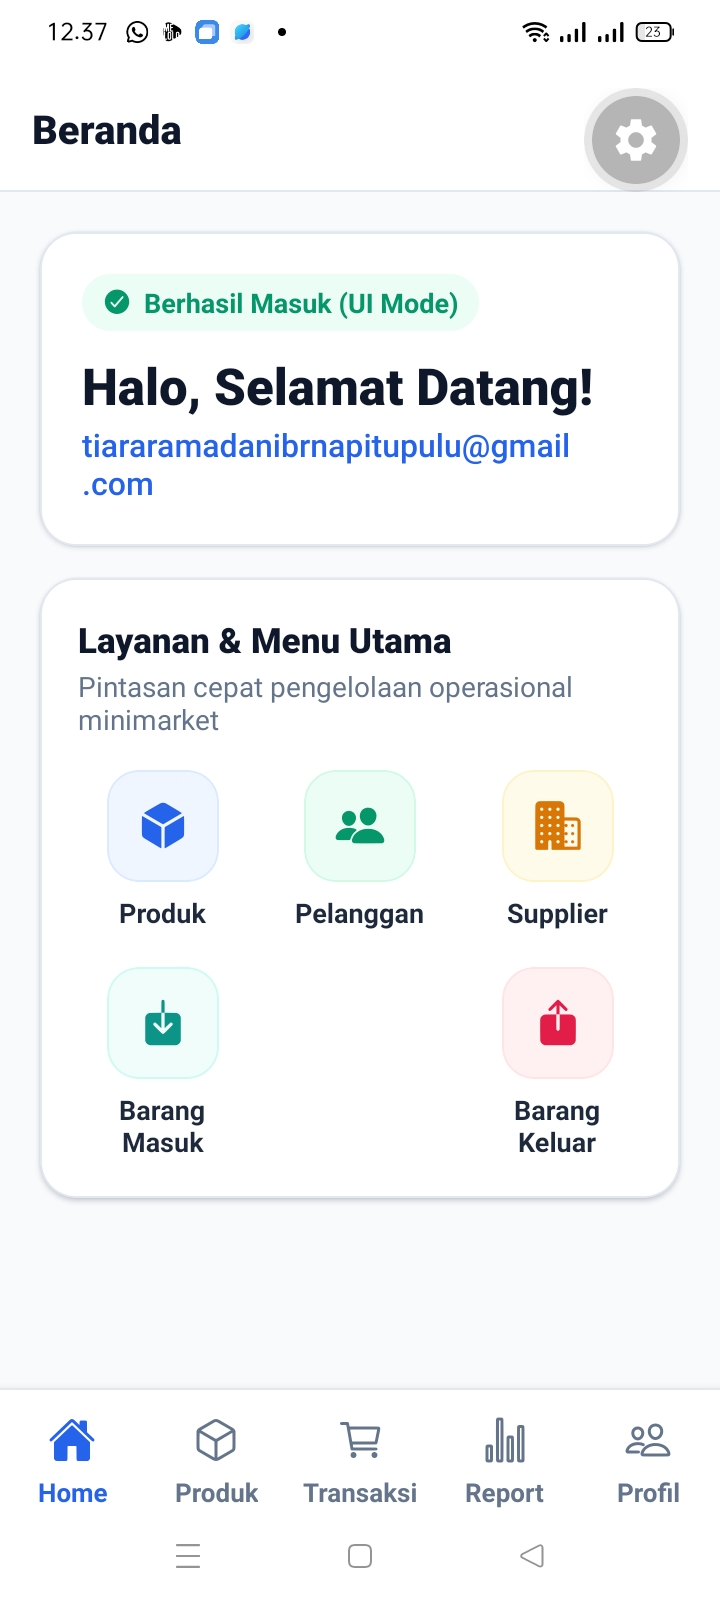 12.37
23
Beranda
Berhasil Masuk (UI Mode)
Halo, Selamat Datang!
tiararamadanibrnapitupulu@gmail
.com
Layanan & Menu Utama
Pintasan cepat pengelolaan operasional
minimarket
Produk
Pelanggan
Supplier
Barang
Masuk
Barang
Keluar
Home
Produk
Transaksi
Report
Profil